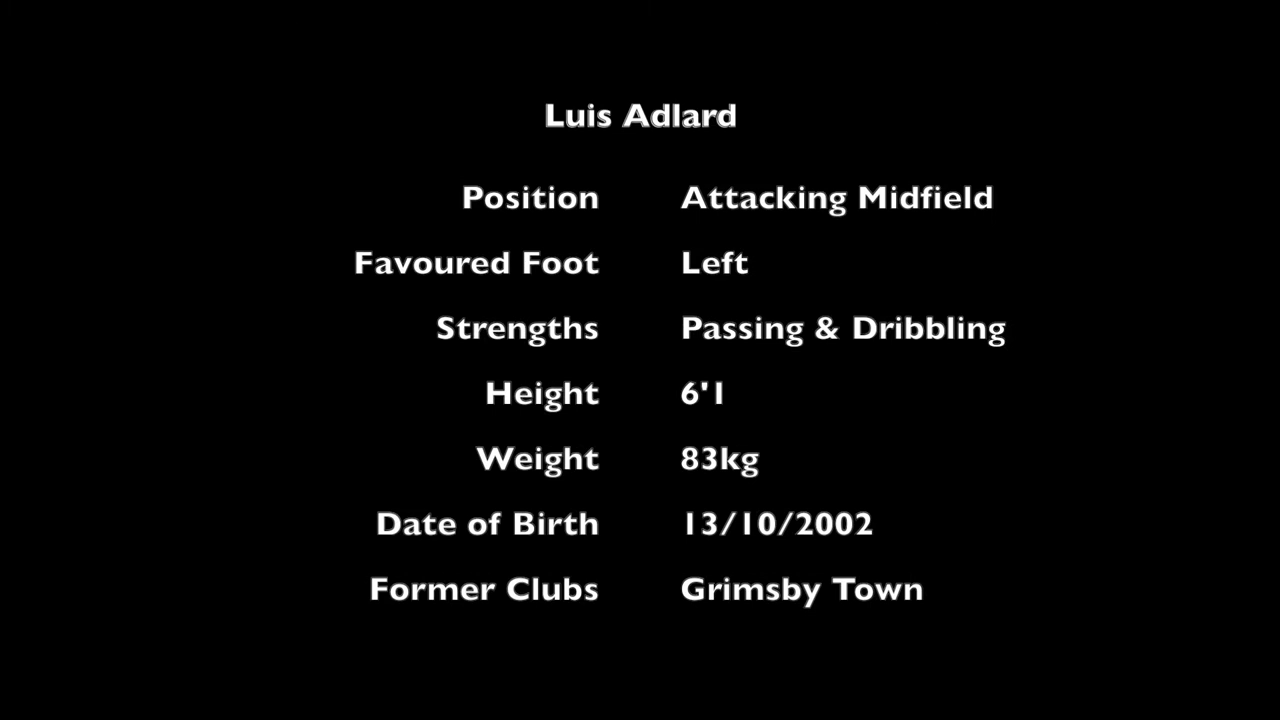 Luis Adlard
Position Attacking Midfield
Favoured Foot Left
Strengths Passing & Dribbling
Height 6'1
Weight 83kg
Date of Birth 13/10/2002
Former Clubs Grimsby Town